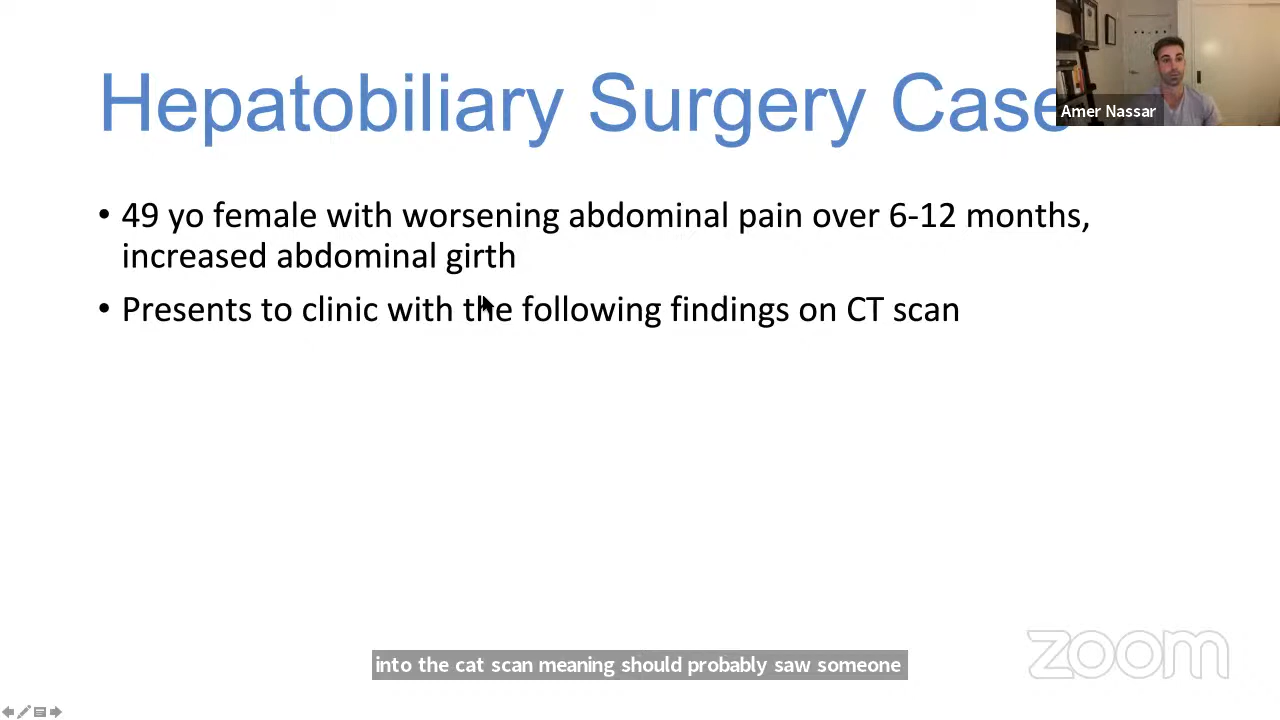 Hepatobiliary Surgery Case
Amer Nassar
• 49 yo female with worsening abdominal pain over 6-12 months,
increased abdominal girth
• Presents to clinic with the following findings on CT scan
into the cat scan meaning should probably saw someone
zoom